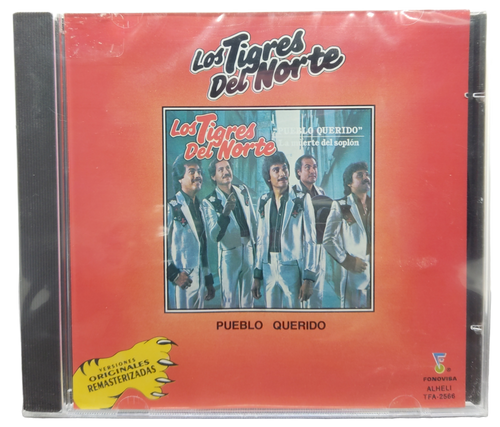 Los Tigres
Del Norte
Los Tigres
Del Norte
PUEBLO QUERIDO"
La muerte del soplón
PUEBLO QUERIDO
VERSIONES
ORIGINALES
REMASTERIZADAS
FONOVISA
ALHELI
TFA-2566